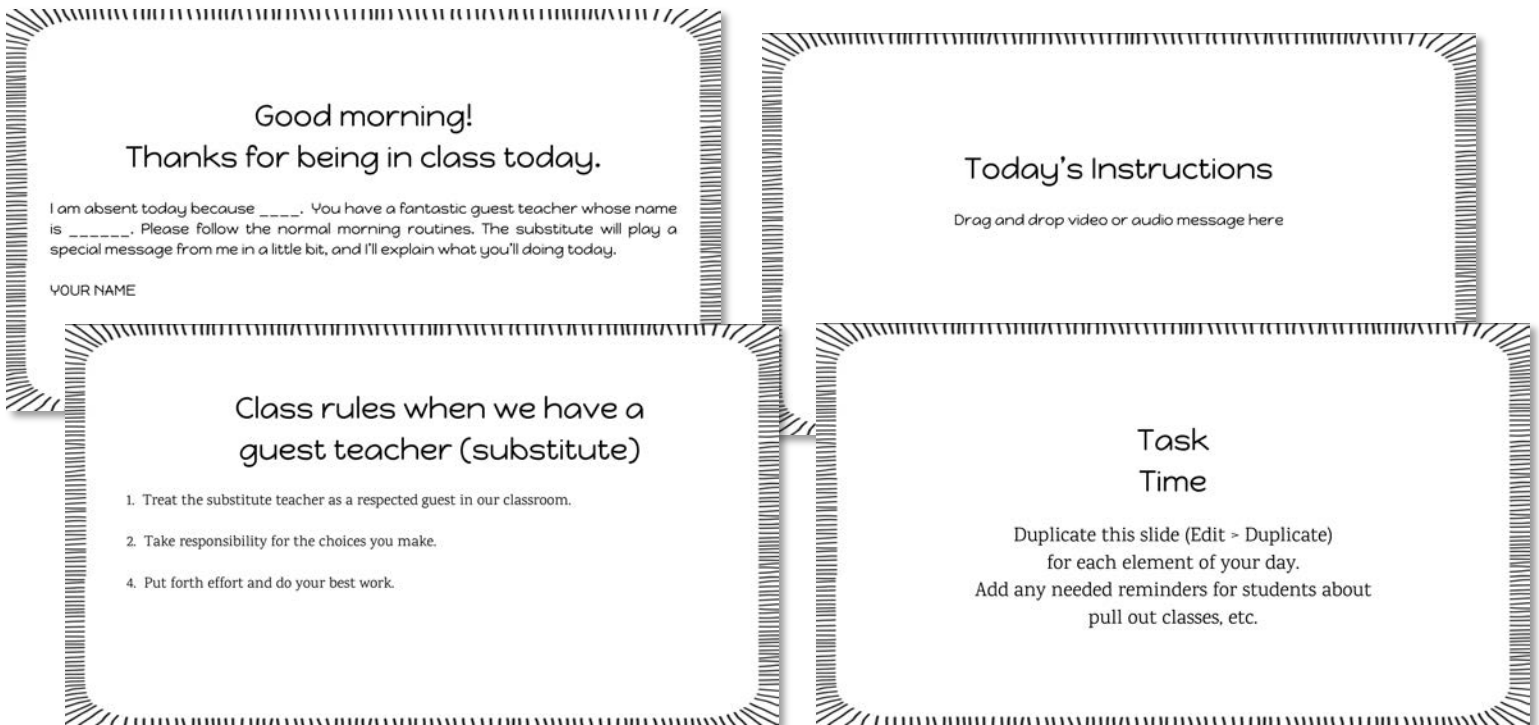 Good morning!
Thanks for being in class today.
I am absent today because ____. You have a fantastic guest teacher whose name
is ______. Please follow the normal morning routines. The substitute will play a
special message from me in a little bit, and I'll explain what you'll doing today.
YOUR NAME
Today's Instructions
Drag and drop video or audio message here
Class rules when we have a
guest teacher (substitute)
1. Treat the substitute teacher as a respected guest in our classroom.
2. Take responsibility for the choices you make.
4. Put forth effort and do your best work.
Task
Time
Duplicate this slide (Edit > Duplicate)
for each element of your day.
Add any needed reminders for students about
pull out classes, etc.